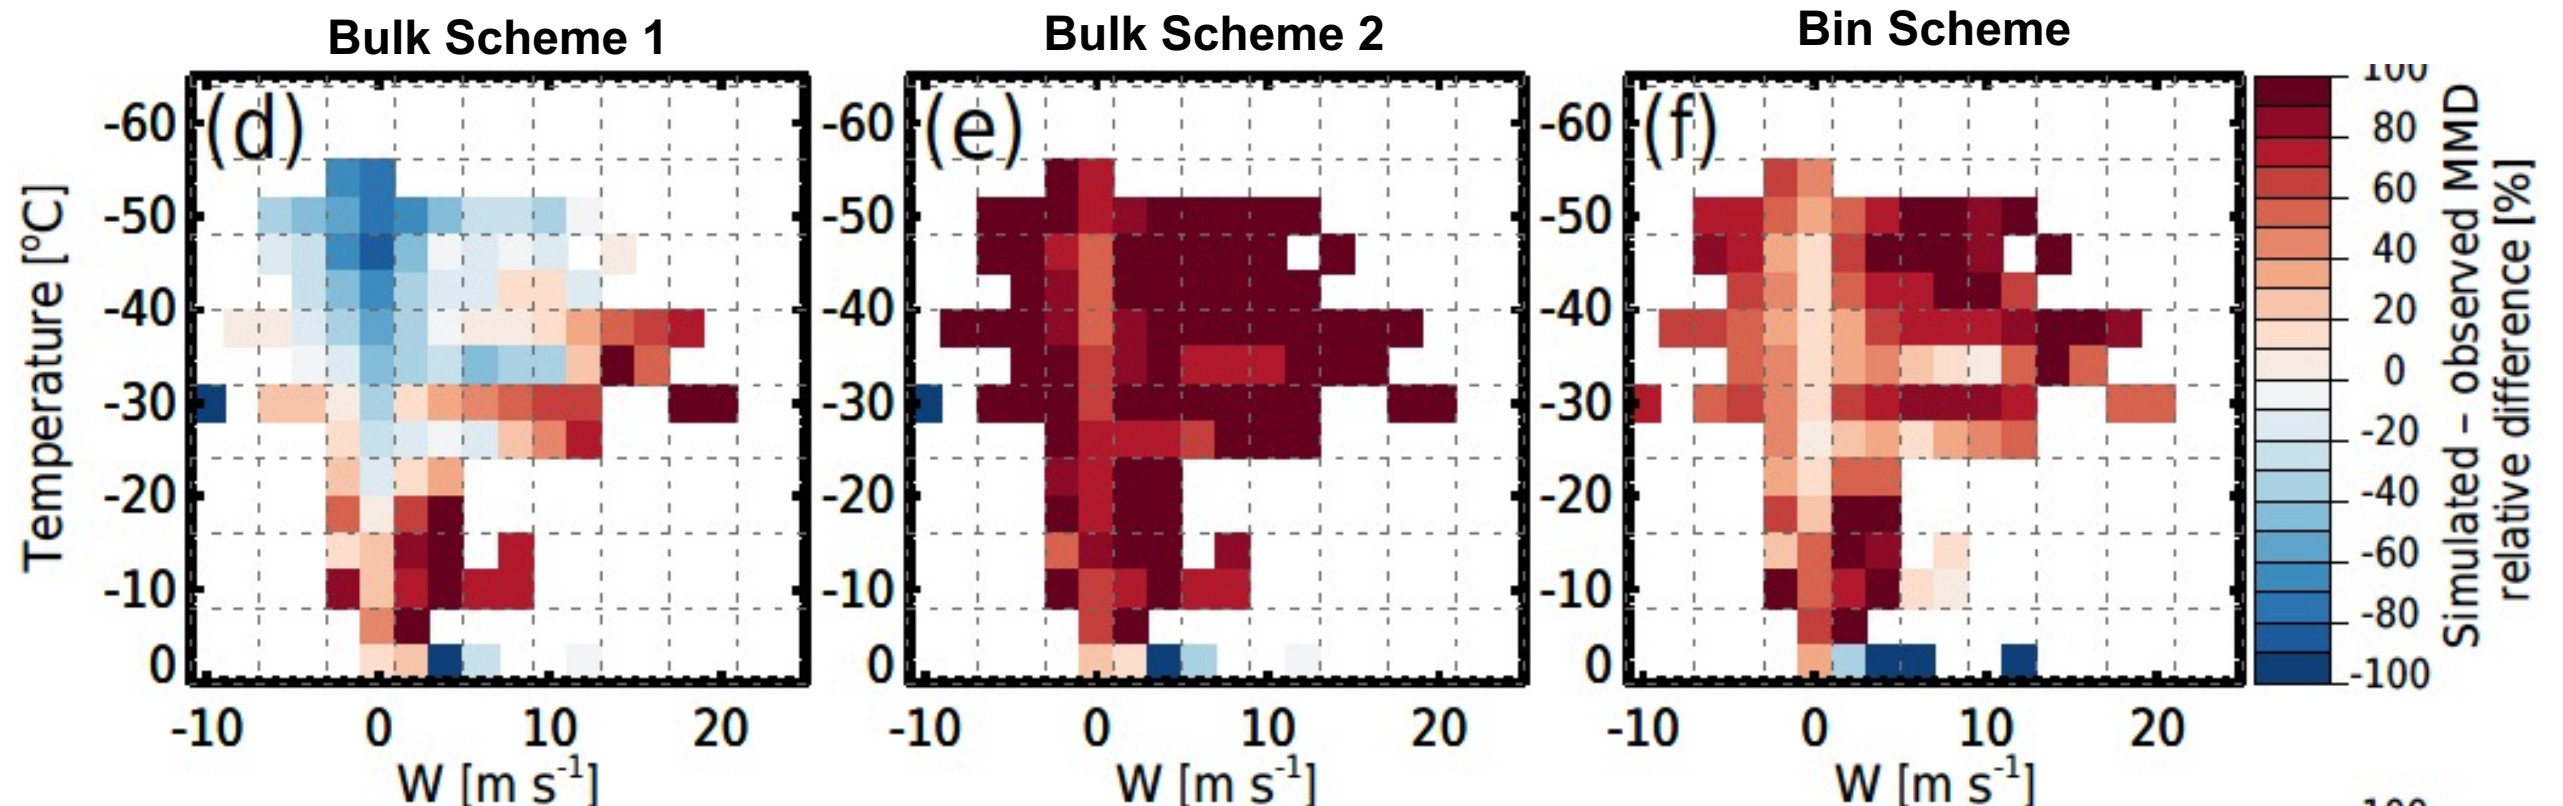 Bulk Scheme 1
Bulk Scheme 2
Bin Scheme
(d)
(e)
(f)
-60
-50
-40
-30
-20
-10
0
-60
-50
-40
-30
-20
-10
0
-60
-50
-40
-30
-20
-10
0
Temperature [°C]
-10 0 10 20
-10 0 10 20
-10 0 10 20
W [m s-1]
W [m s-1]
W [m s-1]
100
80
60
40
20
0
-20
-40
-60
-80
-100
Simulated – observed MMD
relative difference [%]